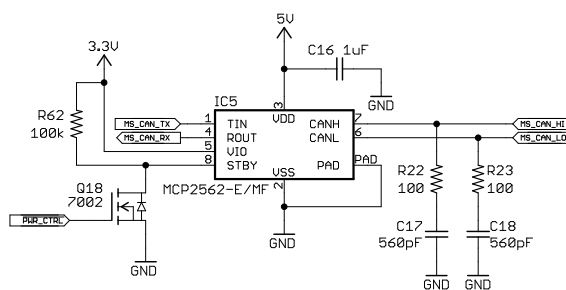 5V
3.3V
C16 1uF
GND
IC5
R62
100k
MS_CAN_TX
MS_CAN_RX
1 TIN
4 ROUT
5 VIO
8 STBY
3
VDD
CANH 7
CANL 6
PAD PAD
VSS
2
MCP2562-E/MF
MS_CAN_HI
MS_CAN_LO
R22
100
R23
100
Q18
7002
PWR_CTRL
C17
560pF
C18
560pF
GND
GND
GND
GND